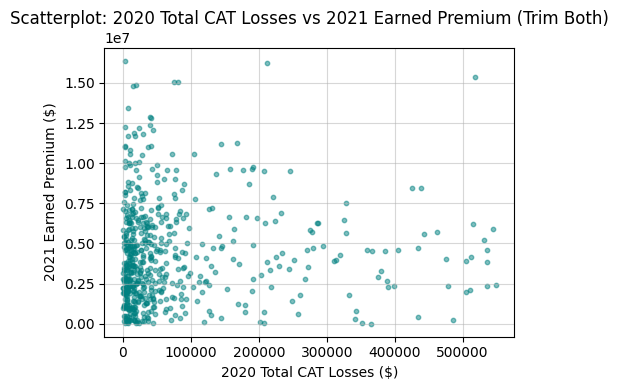 Scatterplot: 2020 Total CAT Losses vs 2021 Earned Premium (Trim Both)
1e7
1.50
1.25
1.00
0.75
0.50
0.25
0.00
2021 Earned Premium ($)
0 100000 200000 300000 400000 500000
2020 Total CAT Losses ($)